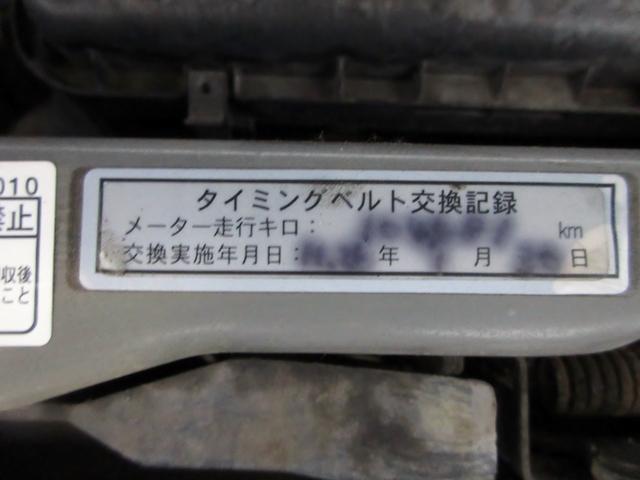 010
禁止
収後
こと
タイミングベルト交換記録
メーター走行キロ: km
交換実施年月日: 年 月 日